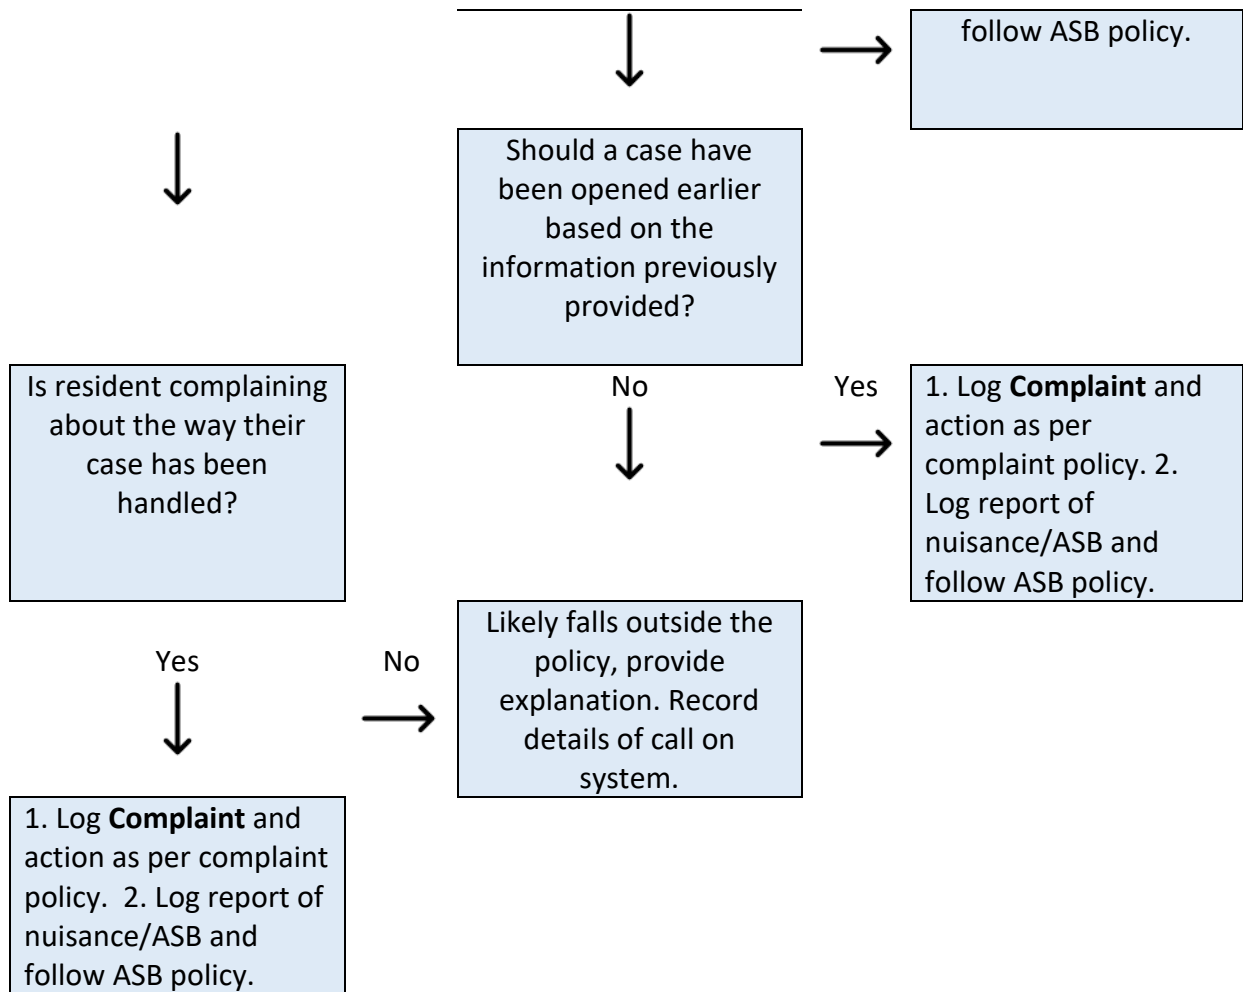 follow ASB policy.
Should a case have
been opened earlier
based on the
information previously
provided?
Is resident complaining
about the way their
case has been
handled?
No
Yes
1. Log Complaint and
action as per
complaint policy. 2.
Log report of
nuisance/ASB and
follow ASB policy.
Yes
No
Likely falls outside the
policy, provide
explanation. Record
details of call on
system.
1. Log Complaint and
action as per complaint
policy.  2. Log report of
nuisance/ASB and
follow ASB policy.